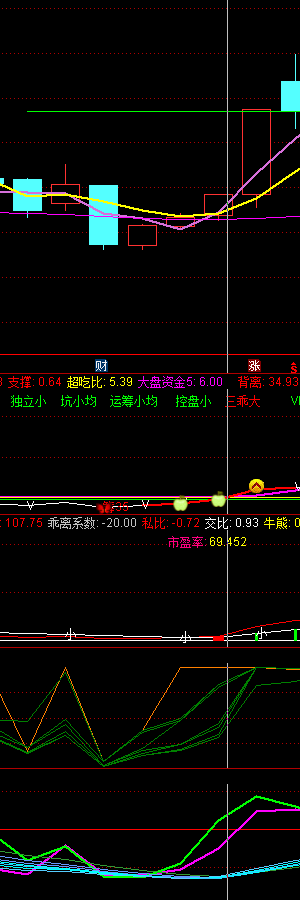 财 涨
支撑: 0.64 超吃比: 5.39 大盘资金5: 6.00 背离: 34.93
独立小 坑小均 运筹小均 控盘小 三乖大
: 107.75 乖离系数: -20.00 私比: -0.72 交比: 0.93 牛熊: 0
市盈率: 69.452
小 小 小